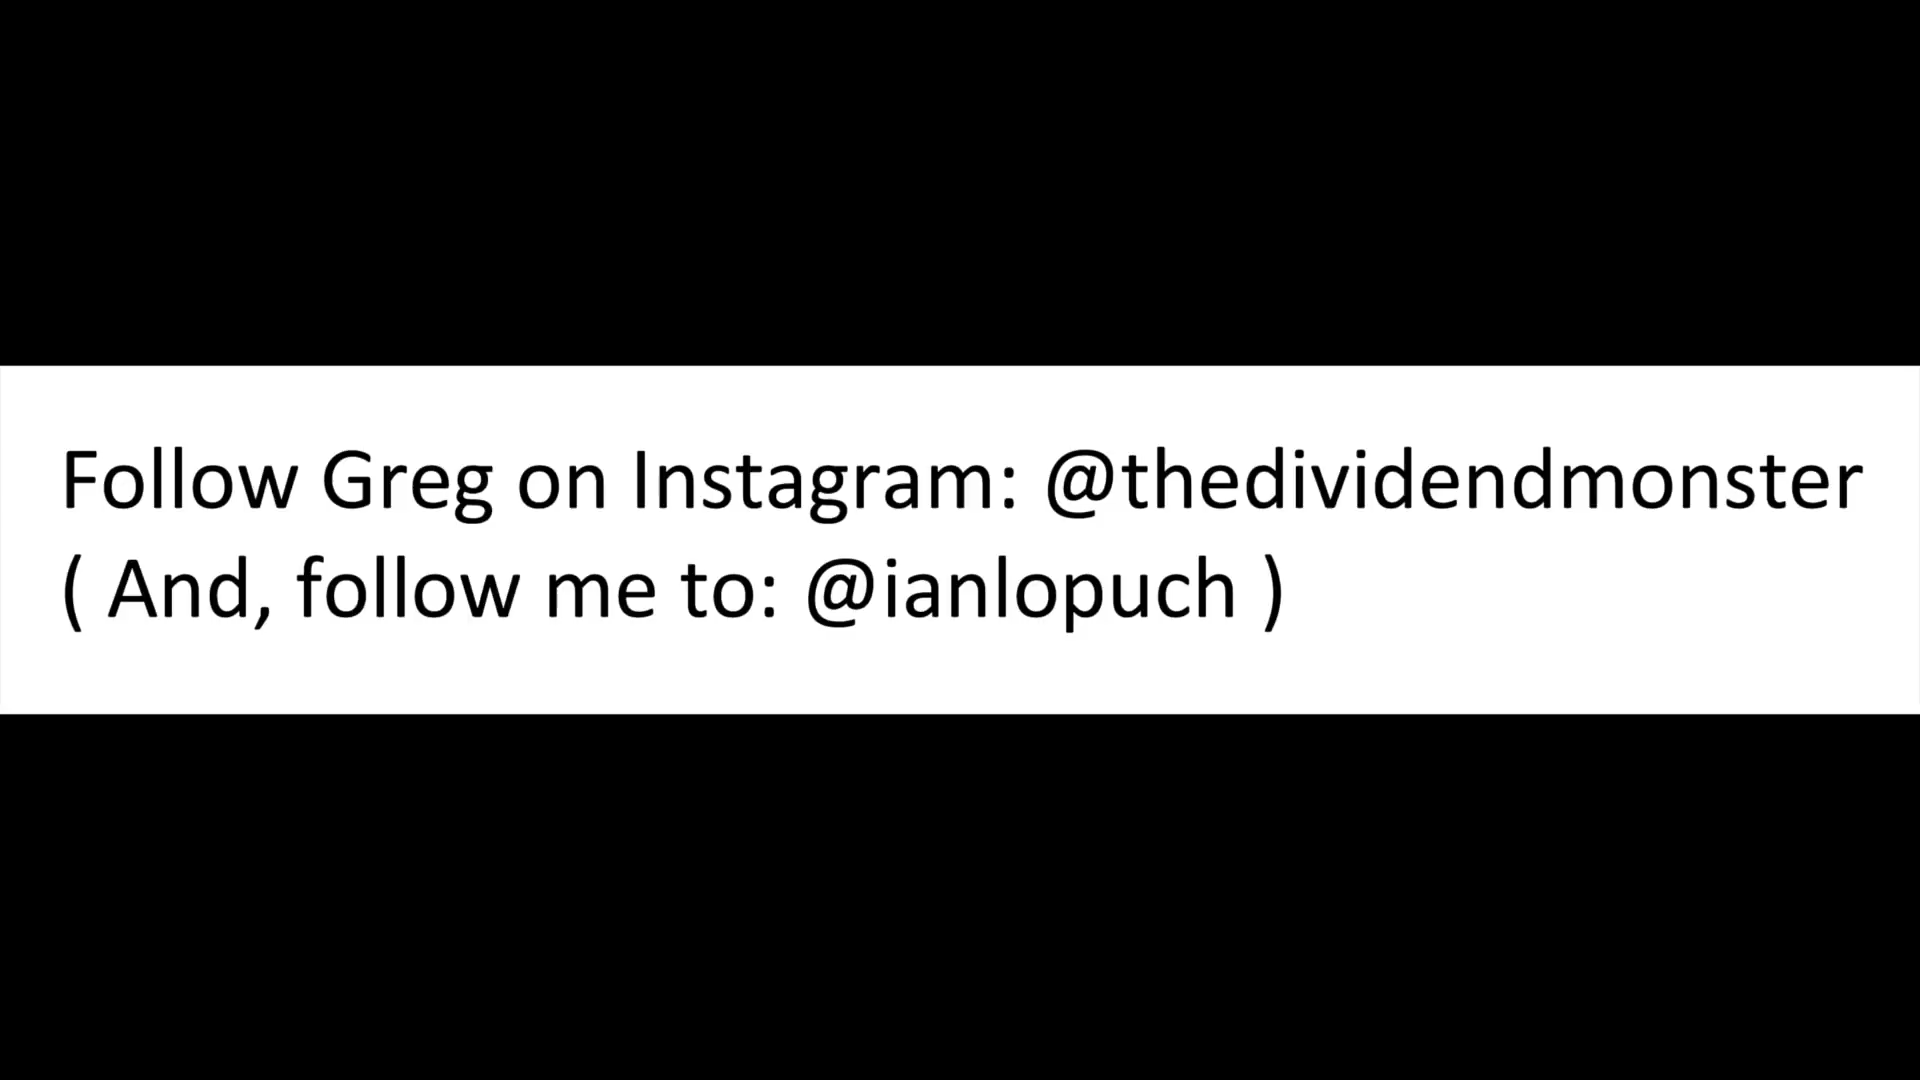 Follow Greg on Instagram: @thedividendmonster
( And, follow me to: @ianlopuch )